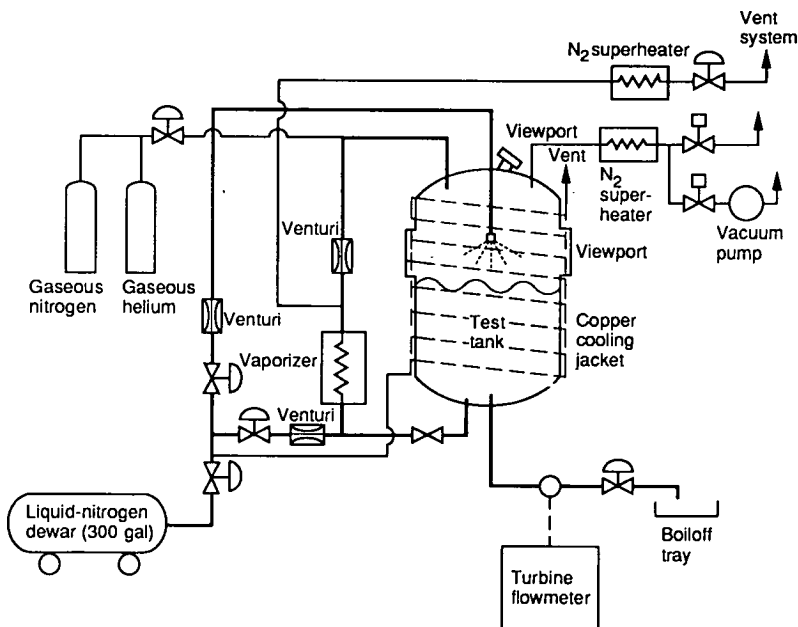 Vent
system
N2 superheater
Viewport
Vent
N2
super-
heater
Vacuum
pump
Venturi
Viewport
Gaseous
nitrogen
Gaseous
helium
Venturi
Test
tank
Copper
cooling
jacket
Vaporizer
Venturi
Liquid-nitrogen
dewar (300 gal)
Boiloff
tray
Turbine
flowmeter